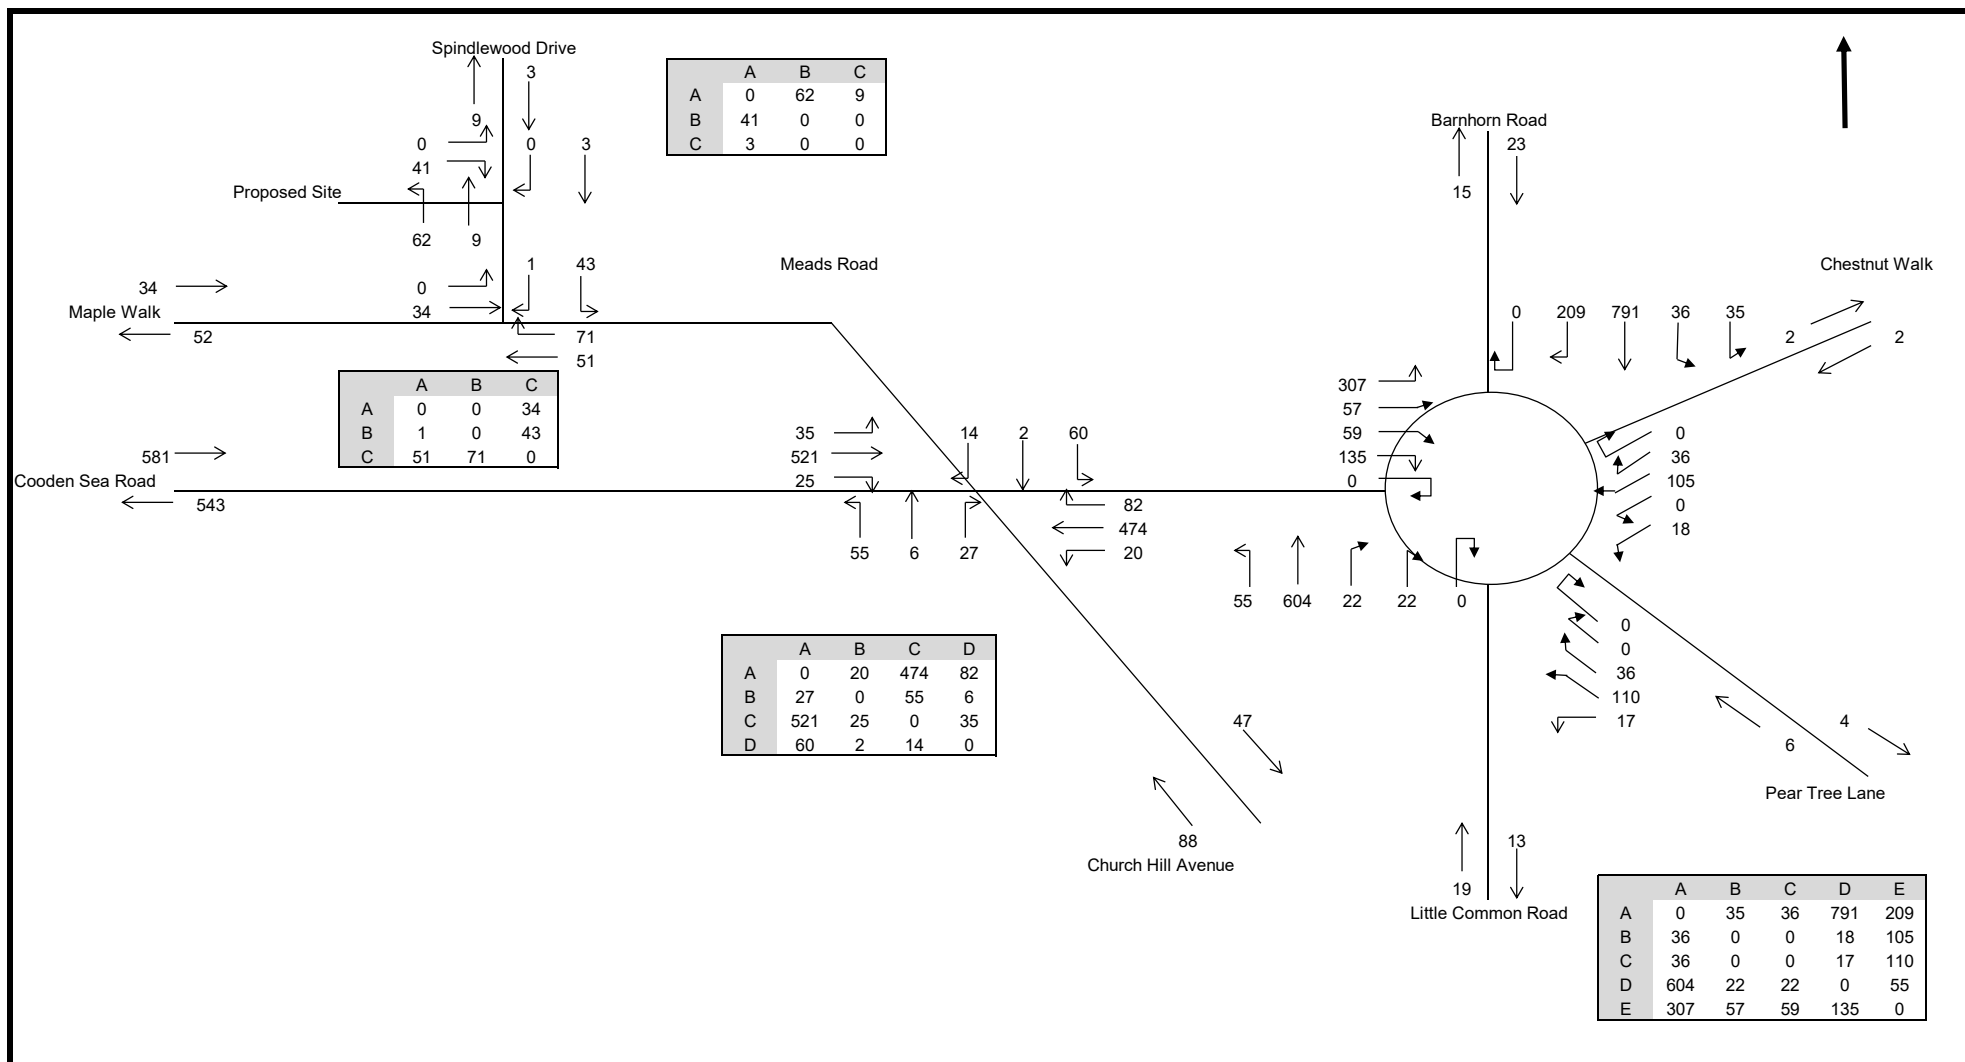 Spindlewood Drive
3
A B C
A 0 62 9
B 41 0 0
C 3 0 0
9
0 0 3
41
Proposed Site
62 9
Barnhorn Road
23
15
Meads Road
Chestnut Walk
1 43
34 0
Maple Walk 34
52 71
51
0 209 791 36 35
2 2
A B C
A 0 0 34
B 1 0 43
C 51 71 0
307
57
59
135
0
0
36
105
0
18
581
Cooden Sea Road
543
35 14 2 60
521
25
82
474
20
55 6 27
55 604 22 22 0
0
0
36
110
17
A B C D
A 0 20 474 82
B 27 0 55 6
C 521 25 0 35
D 60 2 14 0
47
4
6
Pear Tree Lane
88
Church Hill Avenue
13
19
Little Common Road
A B C D E
A 0 35 36 791 209
B 36 0 0 18 105
C 36 0 0 17 110
D 604 22 22 0 55
E 307 57 59 135 0